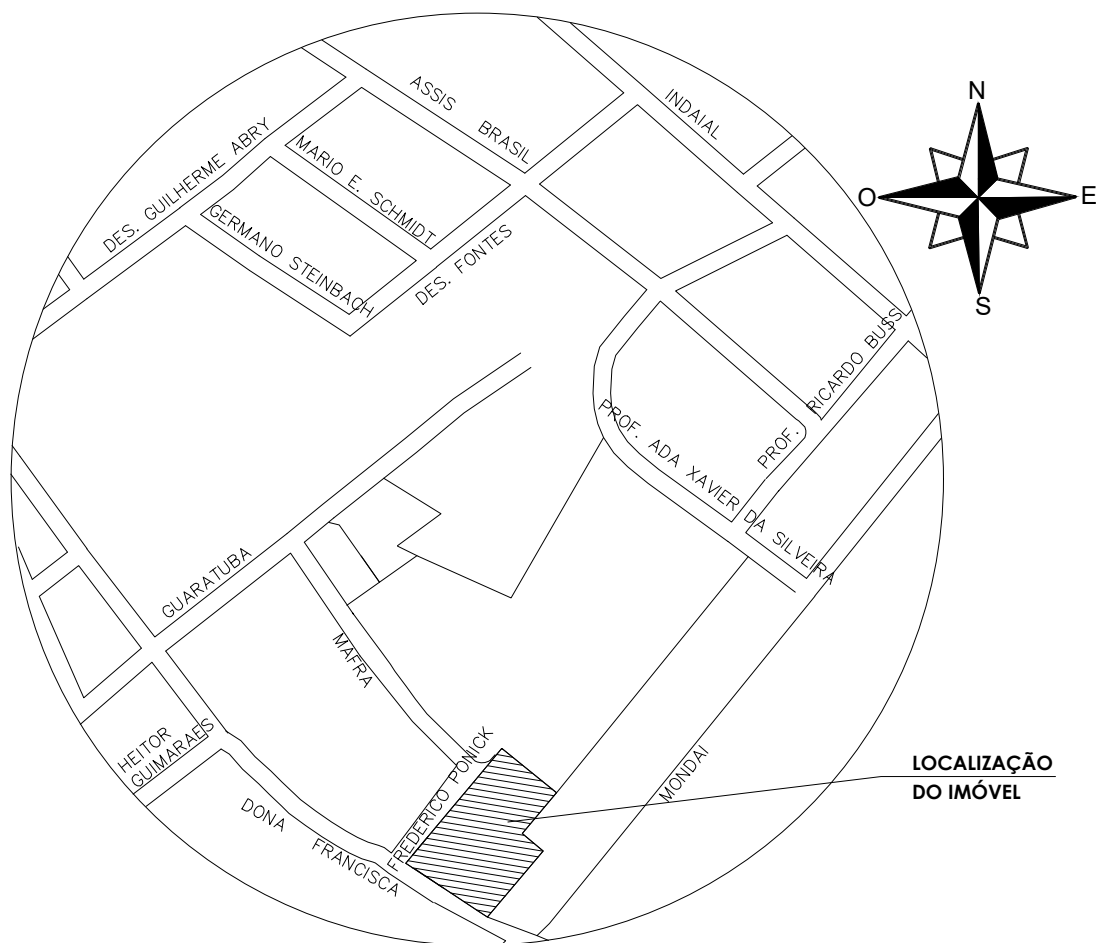 ASSIS
BRASIL
INDAIAL
N
DES. GUILHERME ABRY
MARIO E. SCHMIDT
O
E
GERMANO STEINBACH
DES. FONTES
S
PROF. RICARDO BUSS
PROF. ADA XAVIER DA SILVEIRA
GUARATUBA
MAFRA
HEITOR
GUIMARAES
FREDERICO PONICK
MONDAI
LOCALIZAÇÃO
DO IMÓVEL
DONA
FRANCISCA